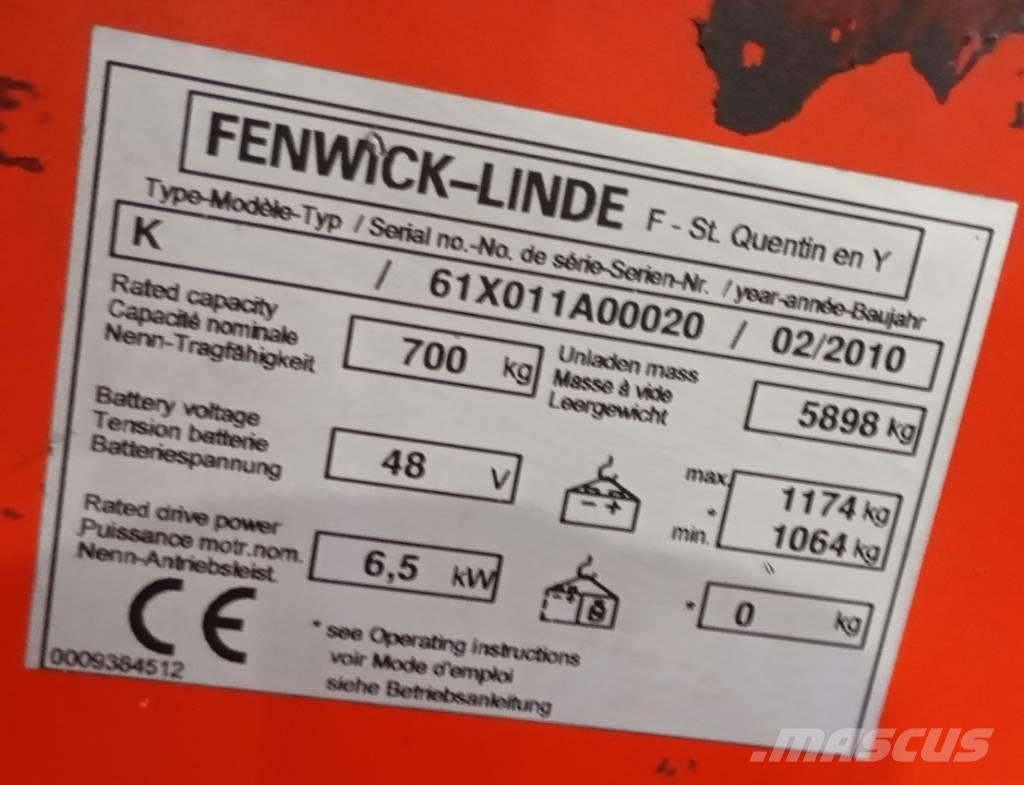 FENWICK-LINDE F - St. Quentin en Y
Type-Modèle-Typ / Serial no.-No. de série-Serien-Nr. / year-année-Baujahr
K / 61X011A00020 / 02/2010
Rated capacity
Capacité nominale
Nenn-Tragfähigkeit
700 kg
Unladen mass
Masse à vide
Leergewicht
5898 kg
Battery voltage
Tension batterie
Batteriespannung
48 V
- +
max. 1174 kg
*
min. 1064 kg
Rated drive power
Puissance motr.nom.
Nenn-Antriebsleist.
6,5 kW
* 0 kg
CE
* see Operating instructions
voir Mode d'emploi
siehe Betriebsanleitung
0009384512
MASCUS